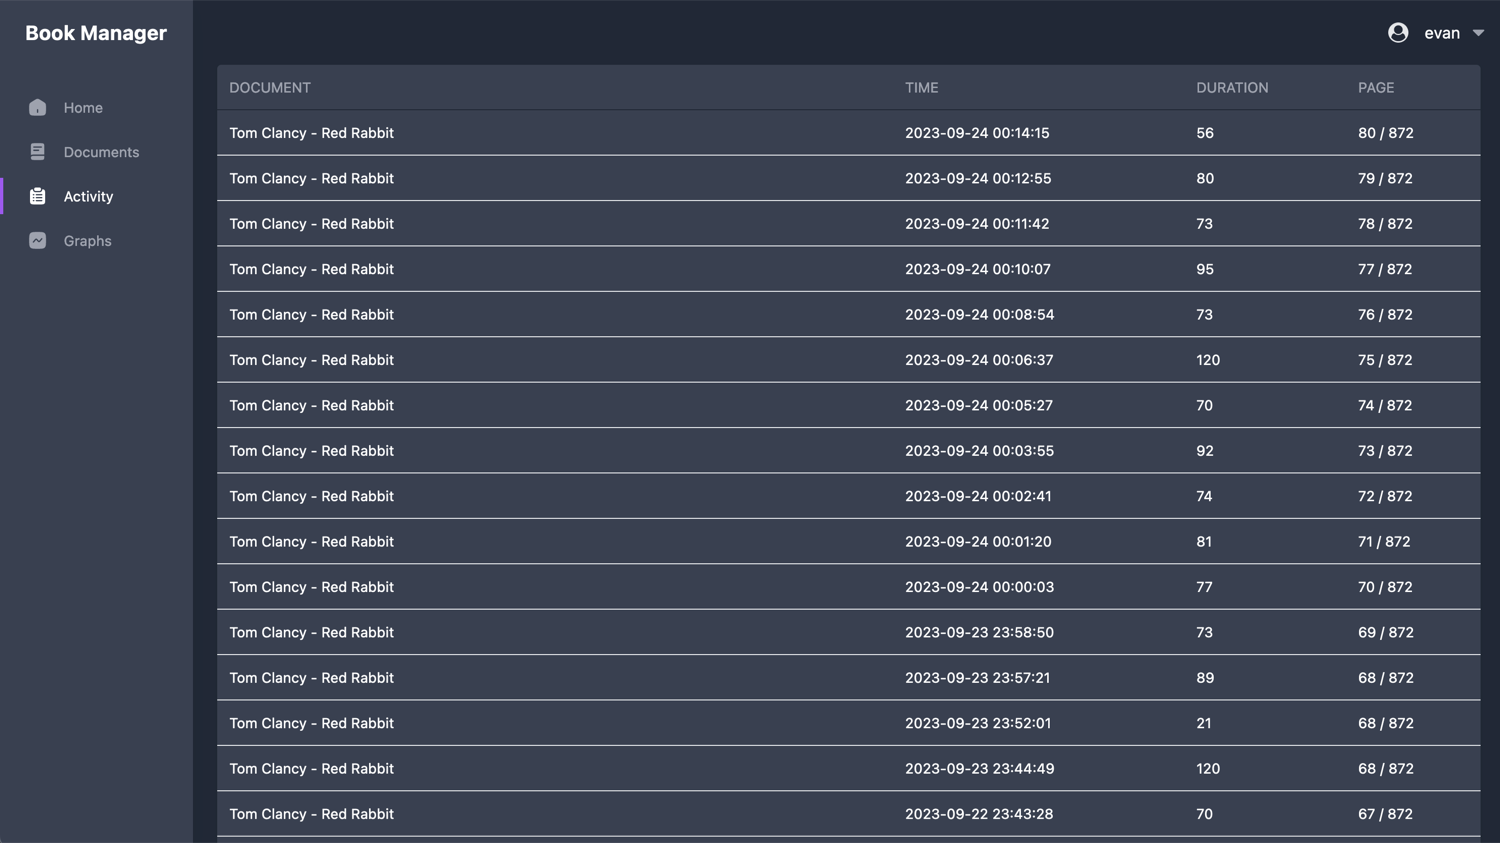 Book Manager
evan
Home
Documents
Activity
Graphs
DOCUMENT TIME DURATION PAGE
Tom Clancy - Red Rabbit 2023-09-24 00:14:15 56 80 / 872
Tom Clancy - Red Rabbit 2023-09-24 00:12:55 80 79 / 872
Tom Clancy - Red Rabbit 2023-09-24 00:11:42 73 78 / 872
Tom Clancy - Red Rabbit 2023-09-24 00:10:07 95 77 / 872
Tom Clancy - Red Rabbit 2023-09-24 00:08:54 73 76 / 872
Tom Clancy - Red Rabbit 2023-09-24 00:06:37 120 75 / 872
Tom Clancy - Red Rabbit 2023-09-24 00:05:27 70 74 / 872
Tom Clancy - Red Rabbit 2023-09-24 00:03:55 92 73 / 872
Tom Clancy - Red Rabbit 2023-09-24 00:02:41 74 72 / 872
Tom Clancy - Red Rabbit 2023-09-24 00:01:20 81 71 / 872
Tom Clancy - Red Rabbit 2023-09-24 00:00:03 77 70 / 872
Tom Clancy - Red Rabbit 2023-09-23 23:58:50 73 69 / 872
Tom Clancy - Red Rabbit 2023-09-23 23:57:21 89 68 / 872
Tom Clancy - Red Rabbit 2023-09-23 23:52:01 21 68 / 872
Tom Clancy - Red Rabbit 2023-09-23 23:44:49 120 68 / 872
Tom Clancy - Red Rabbit 2023-09-22 23:43:28 70 67 / 872